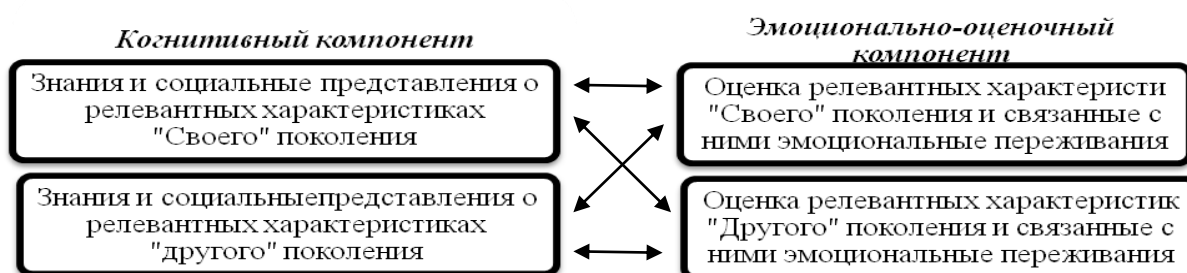 Когнитивный компонент
Знания и социальные представления о
релевантных характеристиках
"Своего" поколения
Знания и социальныепредставления о
релевантных характеристиках
"другого" поколения
Эмоционально-оценочный
компонент
Оценка релевантных характеристи
"Своего" поколения и связанные с
ними эмоциональные переживания
Оценка релевантных характеристик
"Другого" поколения и связанные с
ними эмоциональные переживания